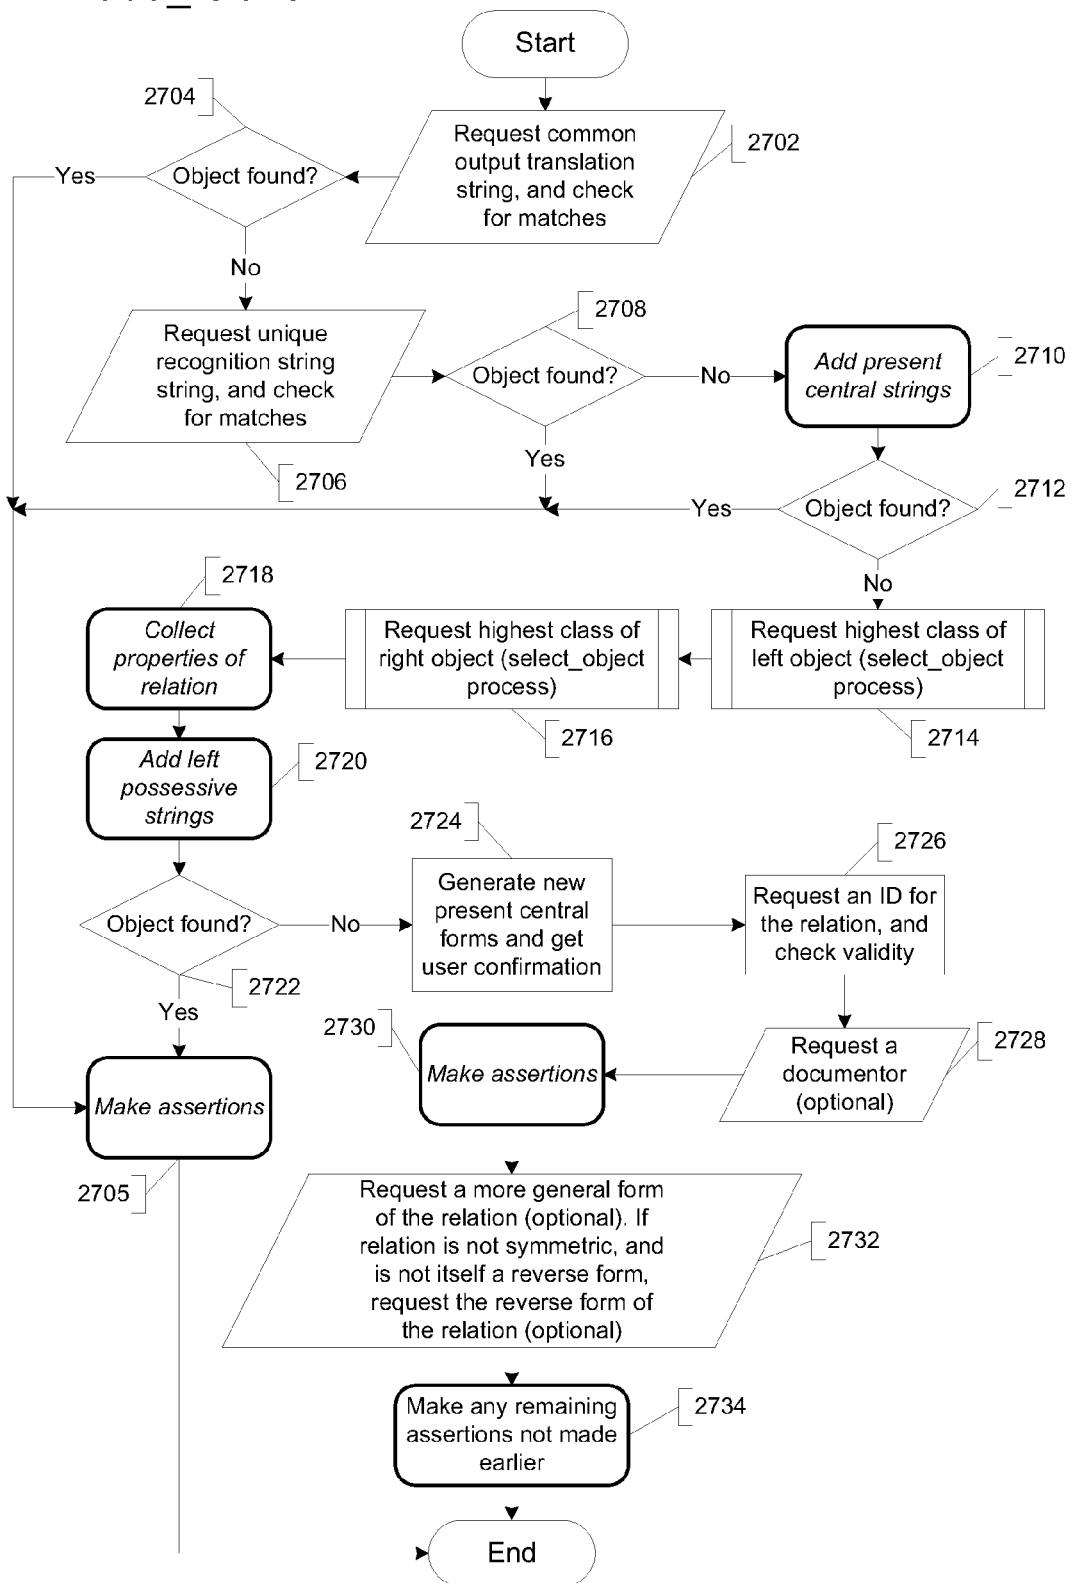 Start
2704
Request common
output translation
string, and check
for matches
2702
Yes
Object found?
No
Request unique
recognition string
string, and check
for matches
2706
2708
Object found?
No
Add present
central strings
2710
Yes
2712
Yes
Object found?
No
2718
Collect
properties of
relation
Request highest class of
right object (select_object
process)
Request highest class of
left object (select_object
process)
2716
2714
Add left
possessive
strings
2720
2724
2726
Object found?
No
Generate new
present central
forms and get
user confirmation
Request an ID for
the relation, and
check validity
2722
Yes
2730
Make assertions
Request a
documentor
(optional)
2728
Make assertions
2705
Request a more general form
of the relation (optional). If
relation is not symmetric, and
is not itself a reverse form,
request the reverse form of
the relation (optional)
2732
Make any remaining
assertions not made
earlier
2734
End